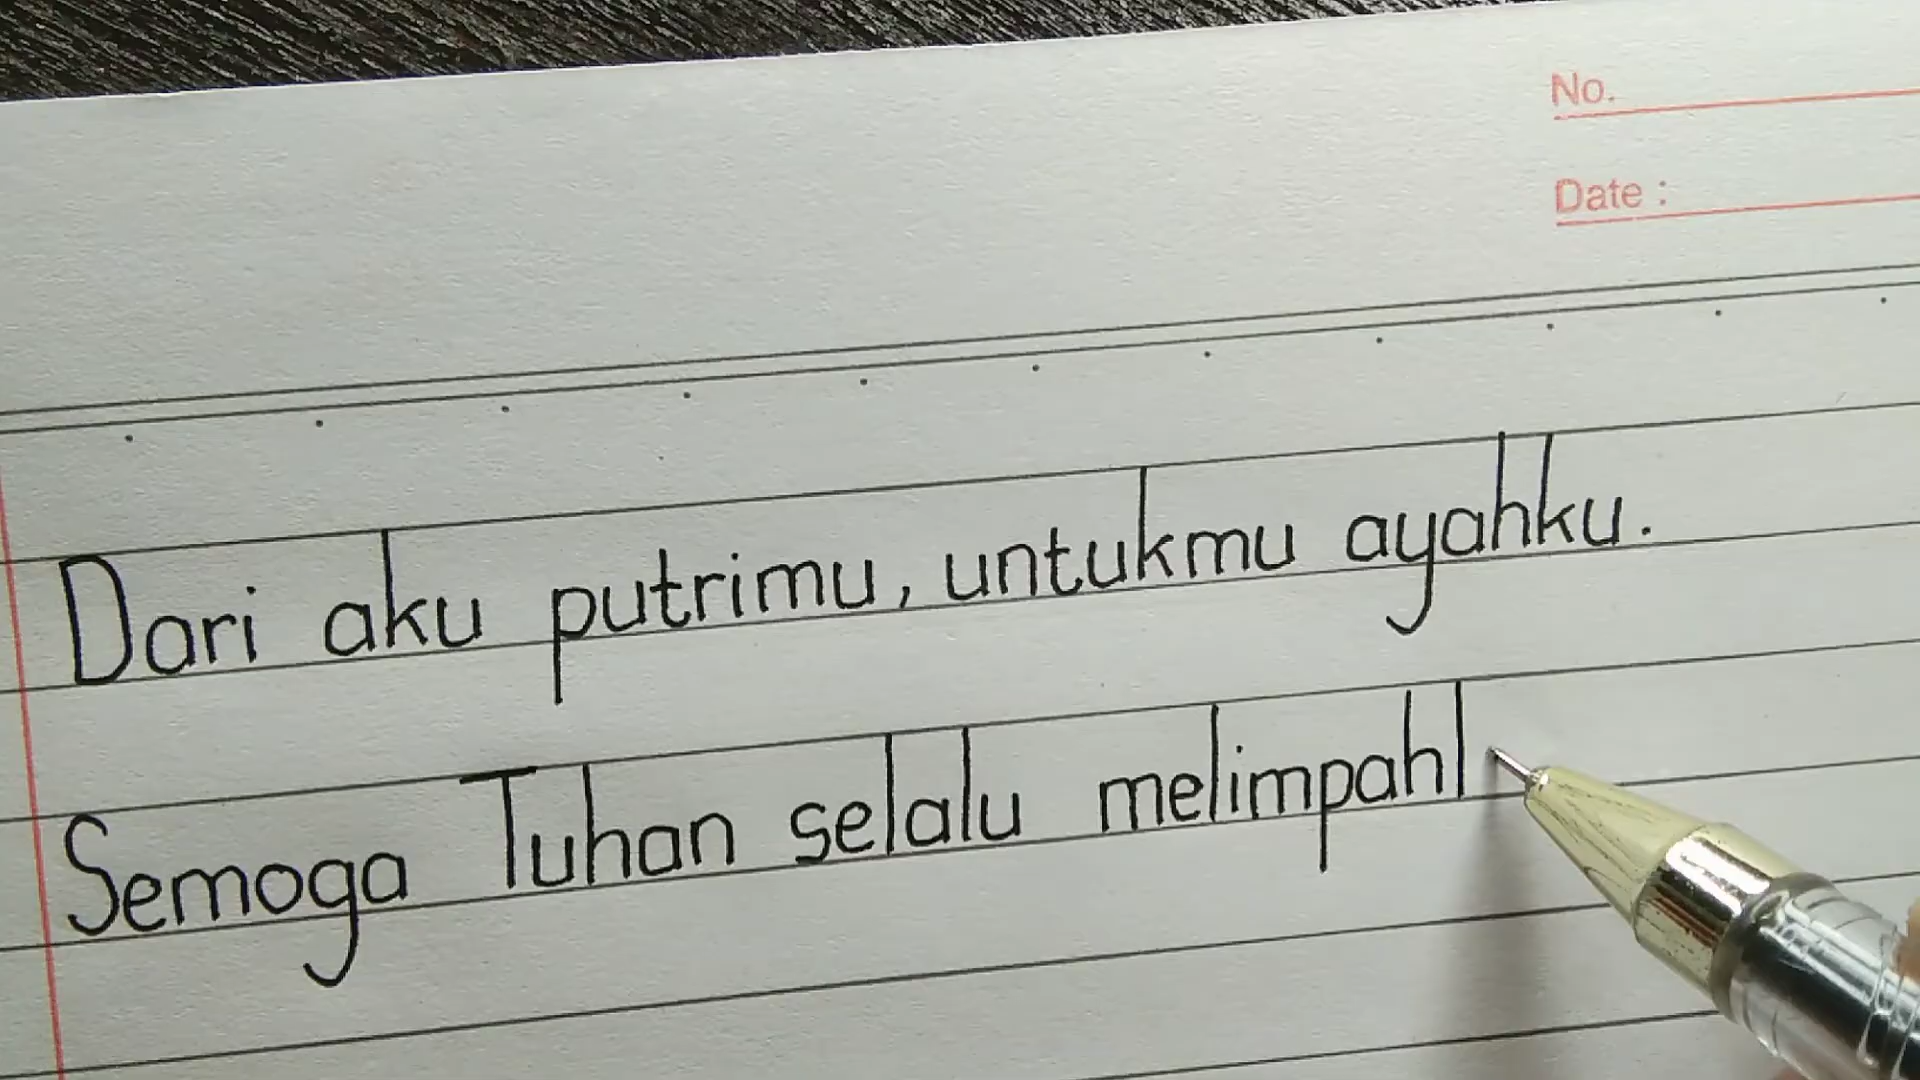 No.
Date :
Dari aku putrimu, untukmu ayahku.
Semoga Tuhan selalu melimpahl